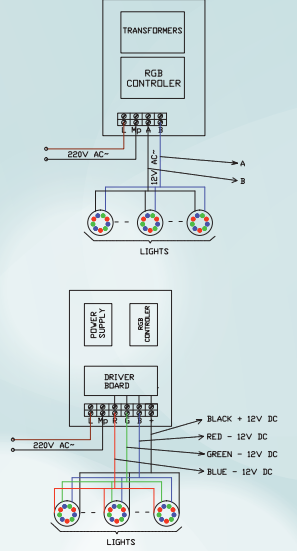 TRANSFORMERS
RGB
CONTROLER
L Mp A B
220V AC~
12V AC~
A
B
LIGHTS
POWER
SUPPLY
RGB
CONTROLER
DRIVER
BOARD
L Mp R G B +
BLACK + 12V DC
RED - 12V DC
220V AC~
GREEN - 12V DC
BLUE - 12V DC
LIGHTS